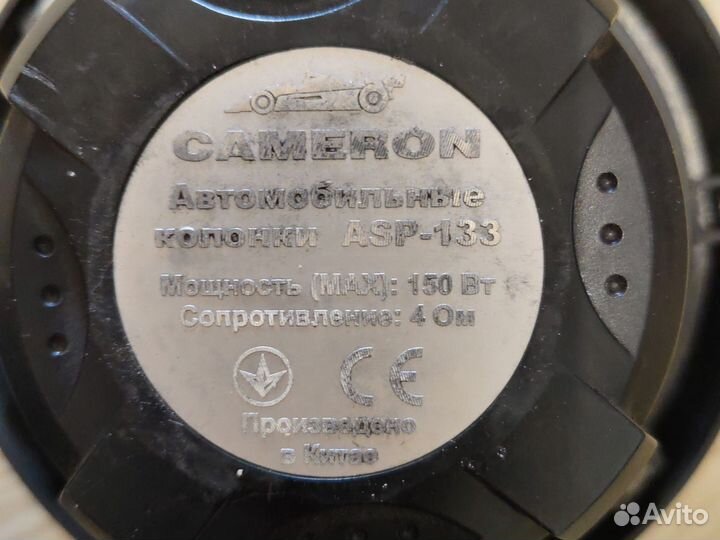 CAMERON
Автомобильные
колонки ASP-133
Мощность (MAX): 150 Вт
Сопротивление: 4 Ом
CE
Произведено
в Китае
Avito